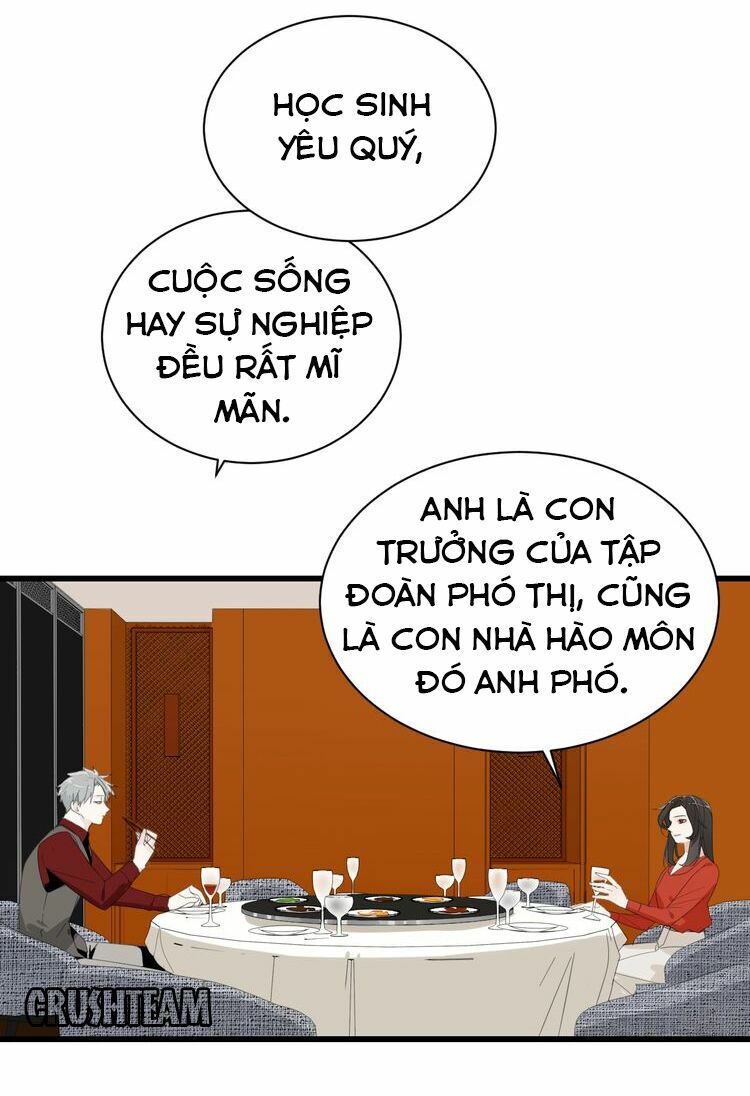 HỌC SINH
YÊU QUÝ,
CUỘC SỐNG
HAY SỰ NGHIỆP
ĐỀU RẤT MĨ
MÃN.
ANH LÀ CON
TRƯỞNG CỦA TẬP
ĐOÀN PHÓ THỊ, CŨNG
LÀ CON NHÀ HÀO MÔN
ĐÓ ANH PHÓ.
CRUSHTEAM